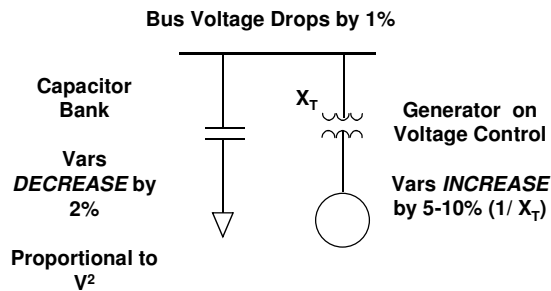 Bus Voltage Drops by 1%
Capacitor
Bank
Vars
DECREASE by
2%
Proportional to
V²
X_T
Generator on
Voltage Control
Vars INCREASE
by 5-10% (1/ X_T)